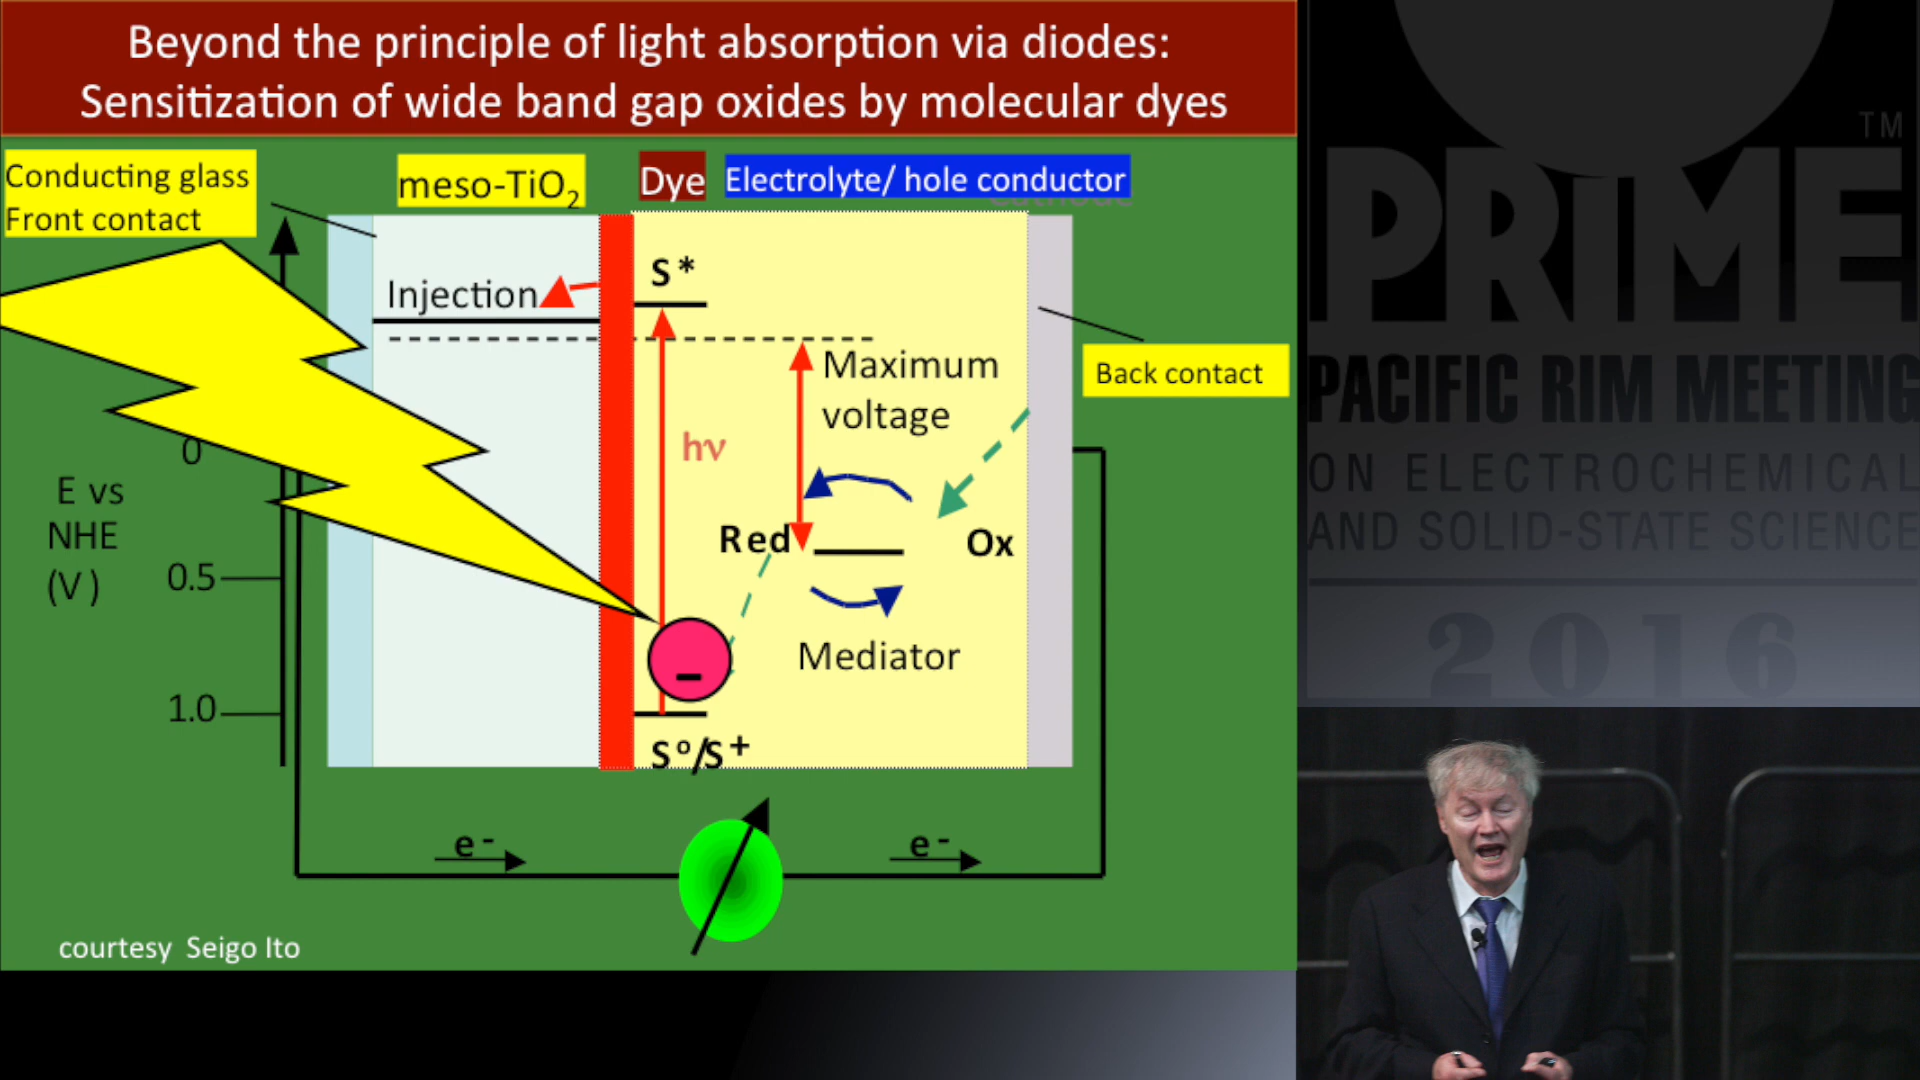 Beyond the principle of light absorption via diodes:
Sensitization of wide band gap oxides by molecular dyes
Conducting glass
Front contact
meso-TiO₂
Dye
Electrolyte/ hole conductor
Injection
S*
Maximum
voltage
hν
Back contact
0
E vs
NHE
(V)
0.5
1.0
Red
Ox
Mediator
-
S⁰/S⁺
e-
e-
courtesy Seigo Ito
PRiME
TM
PACIFIC RIM MEETING
ON ELECTROCHEMICAL
AND SOLID-STATE SCIENCE
2016